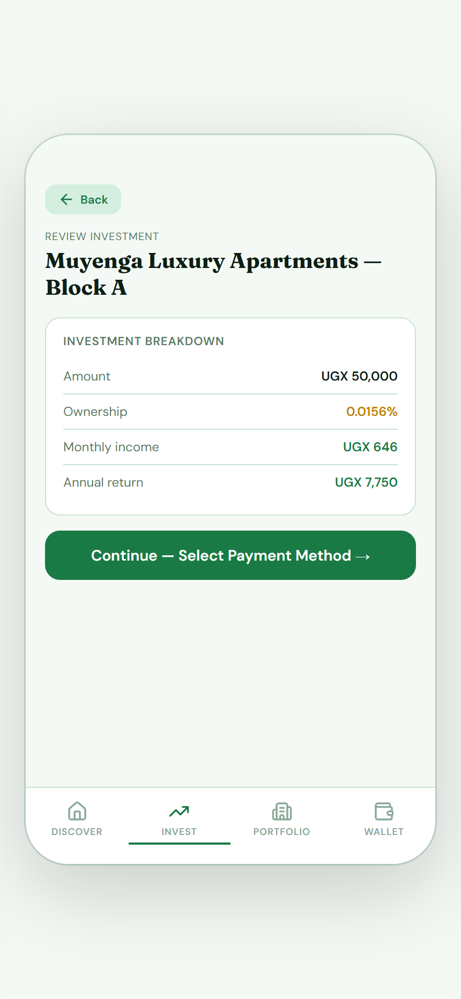 ← Back
REVIEW INVESTMENT
Muyenga Luxury Apartments —
Block A
INVESTMENT BREAKDOWN
Amount UGX 50,000
Ownership 0.0156%
Monthly income UGX 646
Annual return UGX 7,750
Continue — Select Payment Method →
DISCOVER INVEST PORTFOLIO WALLET